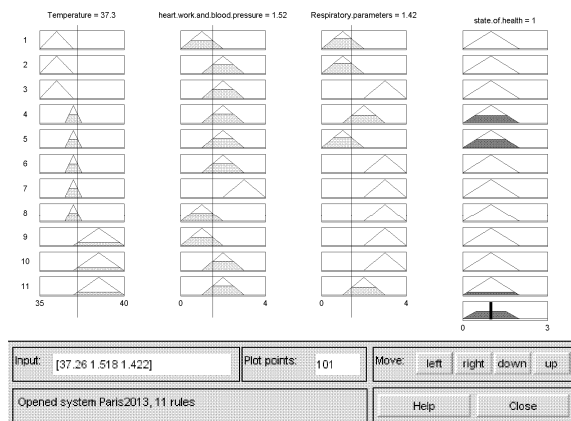 Temperature = 37.3
heart.work.and.blood.pressure = 1.52
Respiratory.parameters = 1.42
state.of.health = 1
1
2
3
4
5
6
7
8
9
10
11
35 40
0 4
0 4
0 3
Input: [37.26 1.518 1.422]
Plot points: 101
Move: left right down up
Opened system Paris2013, 11 rules
Help Close